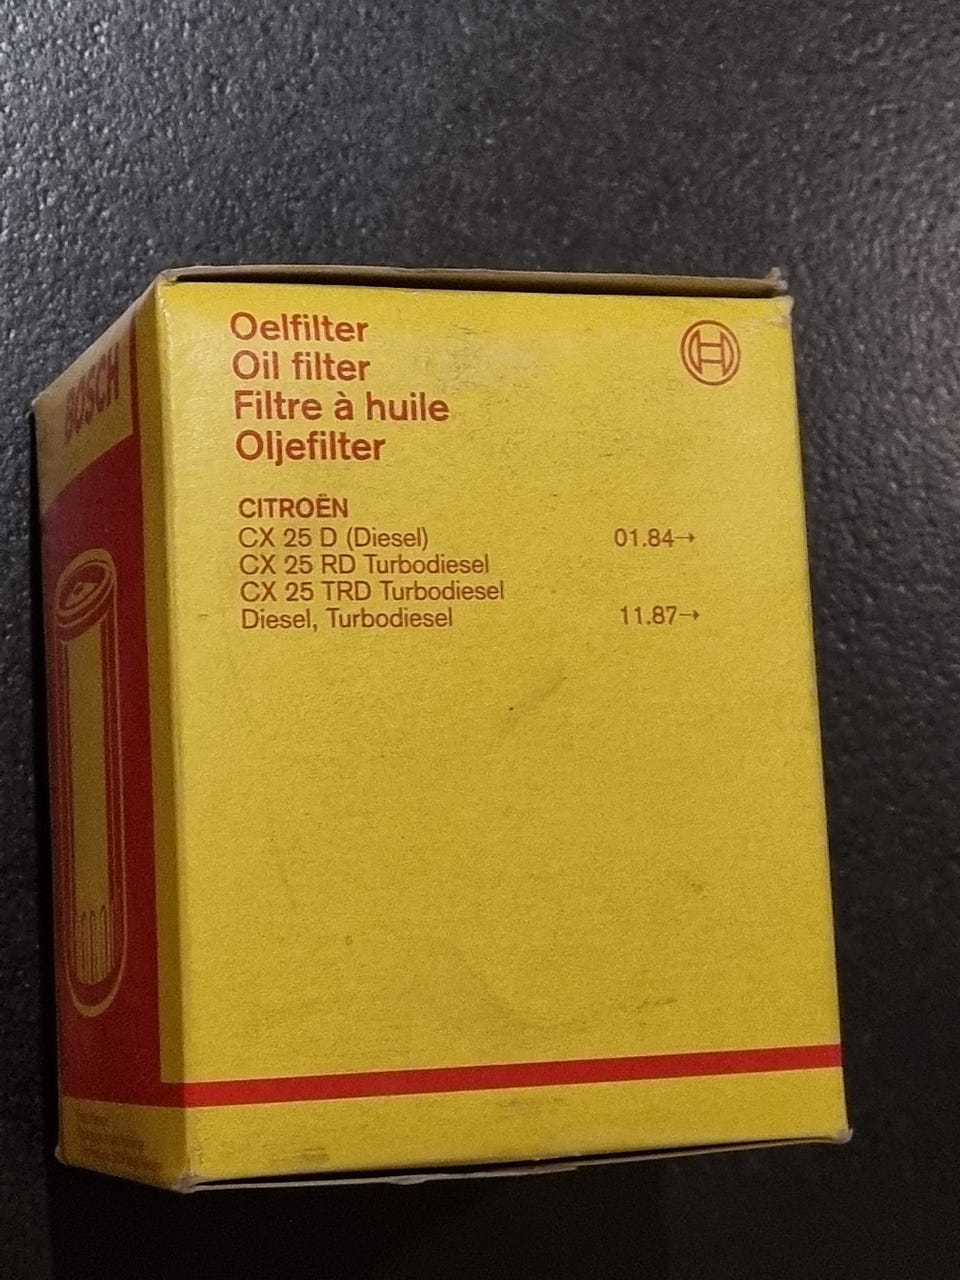 BOSCH
Oelfilter
Oil filter
Filtre à huile
Oljefilter
CITROËN
CX 25 D (Diesel) 01.84→
CX 25 RD Turbodiesel
CX 25 TRD Turbodiesel
Diesel, Turbodiesel 11.87→